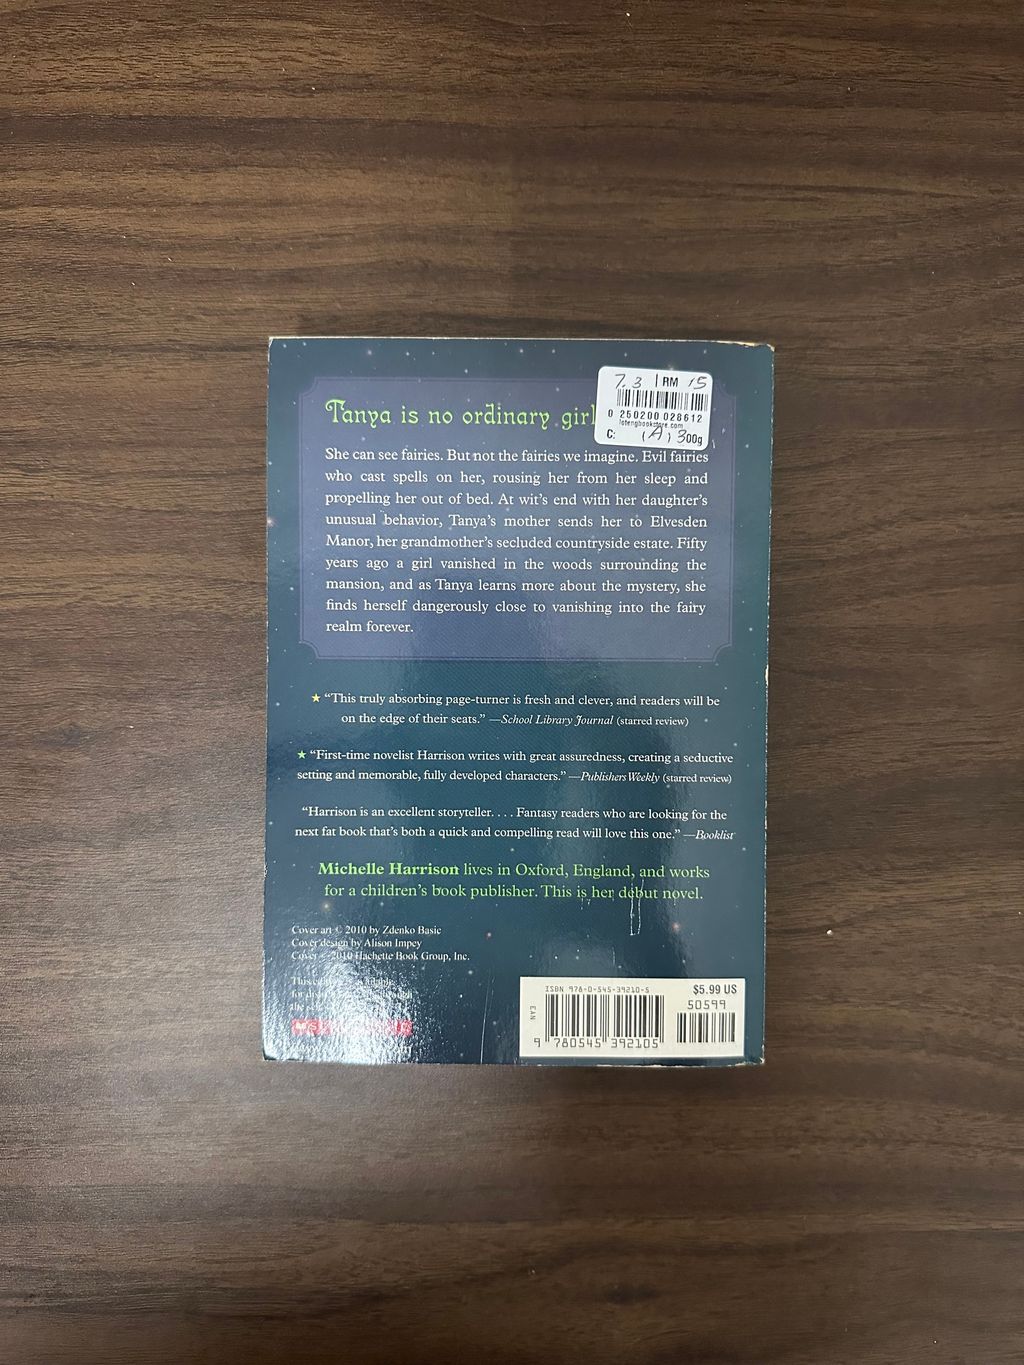 7.3 RM 15
0 250200 028612
lotengbookstore.com
C: (A) 300g
Tanya is no ordinary girl
She can see fairies. But not the fairies we imagine. Evil fairies
who cast spells on her, rousing her from her sleep and
propelling her out of bed. At wit's end with her daughter's
unusual behavior, Tanya's mother sends her to Elvesden
Manor, her grandmother's secluded countryside estate. Fifty
years ago a girl vanished in the woods surrounding the
mansion, and as Tanya learns more about the mystery, she
finds herself dangerously close to vanishing into the fairy
realm forever.
★ “This truly absorbing page-turner is fresh and clever, and readers will be
on the edge of their seats.” —School Library Journal (starred review)
★ “First-time novelist Harrison writes with great assuredness, creating a seductive
setting and memorable, fully developed characters.” —Publishers Weekly (starred review)
“Harrison is an excellent storyteller. . . . Fantasy readers who are looking for the
next fat book that's both a quick and compelling read will love this one.” —Booklist
Michelle Harrison lives in Oxford, England, and works
for a children's book publisher. This is her debut novel.
Cover art © 2010 by Zdenko Basic
Cover design by Alison Impey
Cover © 2010 Hachette Book Group, Inc.
This
for
the
ISBN 978-0-545-39210-5
$5.99 US
50599
EAN
9 780545 392105